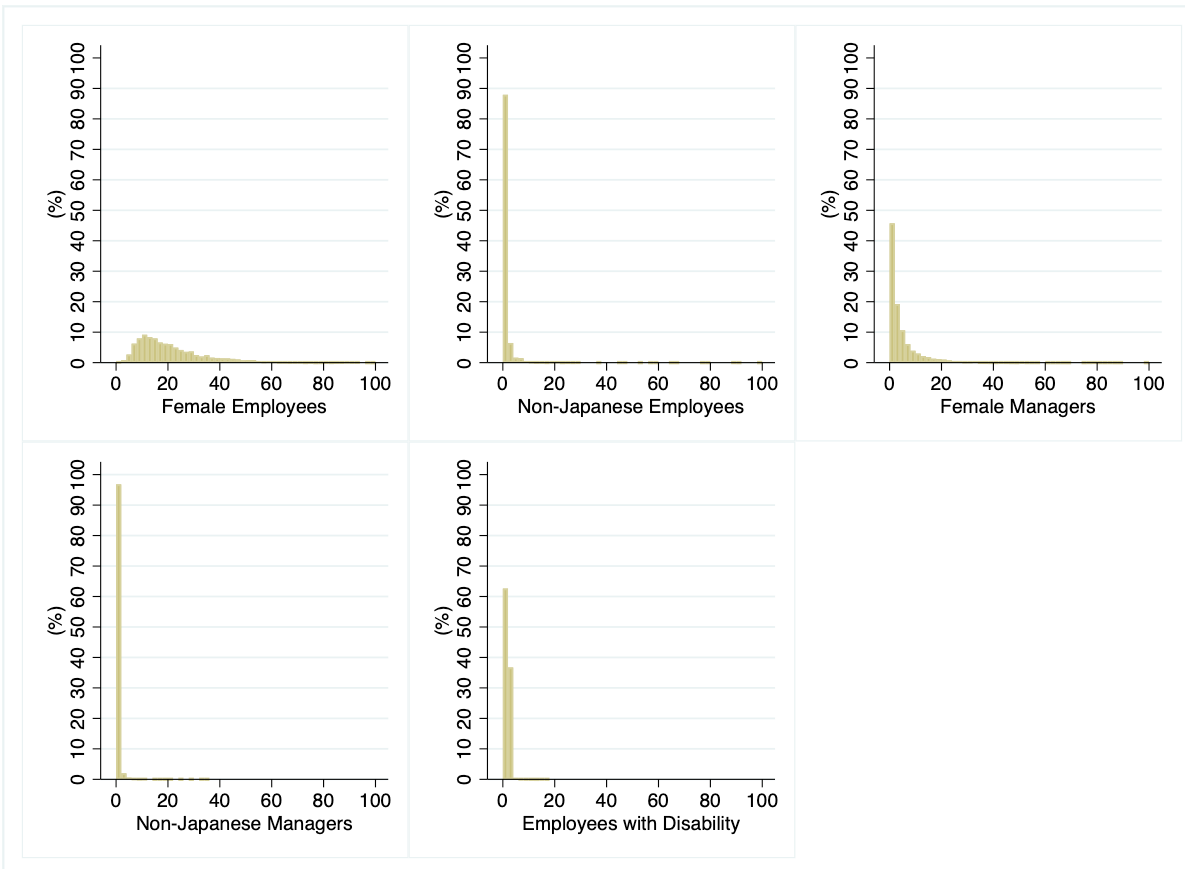 (%)
0 10 20 30 40 50 60 70 80 90 100
0 20 40 60 80 100
Female Employees
(%)
0 10 20 30 40 50 60 70 80 90 100
0 20 40 60 80 100
Non-Japanese Employees
(%)
0 10 20 30 40 50 60 70 80 90 100
0 20 40 60 80 100
Female Managers
(%)
0 10 20 30 40 50 60 70 80 90 100
0 20 40 60 80 100
Non-Japanese Managers
(%)
0 10 20 30 40 50 60 70 80 90 100
0 20 40 60 80 100
Employees with Disability